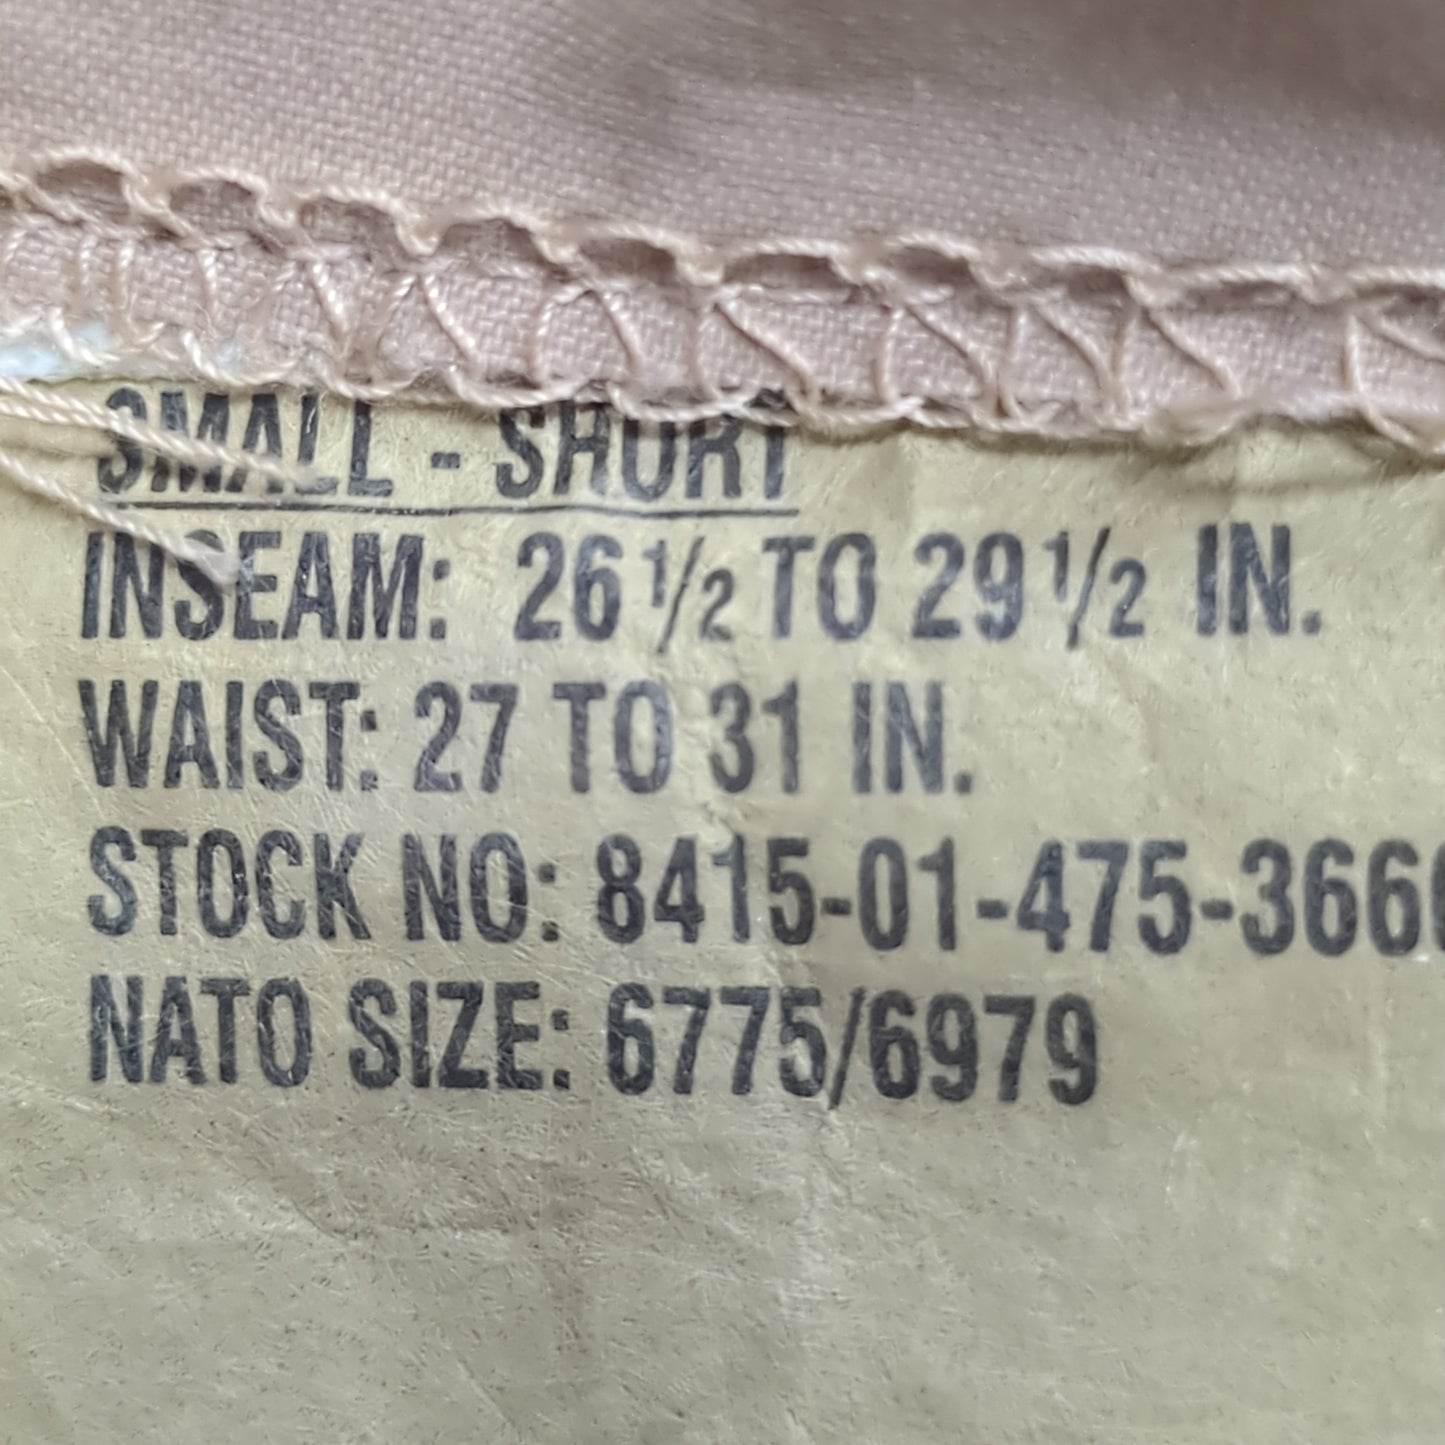 SMALL - SHORT
INSEAM: 26 1/2 TO 29 1/2 IN.
WAIST: 27 TO 31 IN.
STOCK NO: 8415-01-475-366
NATO SIZE: 6775/6979